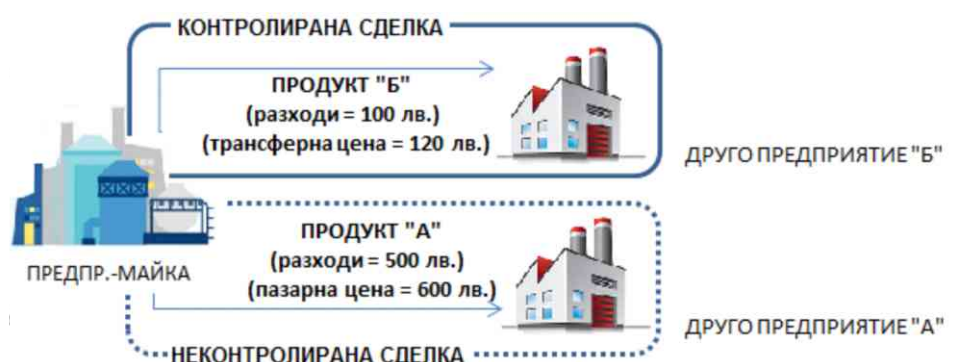 КОНТРОЛИРАНА СДЕЛКА
ПРОДУКТ "Б"
(разходи = 100 лв.)
(трансферна цена = 120 лв.)
ДРУГО ПРЕДПРИЯТИЕ "Б"
ПРЕДПР.-МАЙКА
ПРОДУКТ "А"
(разходи = 500 лв.)
(пазарна цена = 600 лв.)
ДРУГО ПРЕДПРИЯТИЕ "А"
НЕКОНТРОЛИРАНА СДЕЛКА